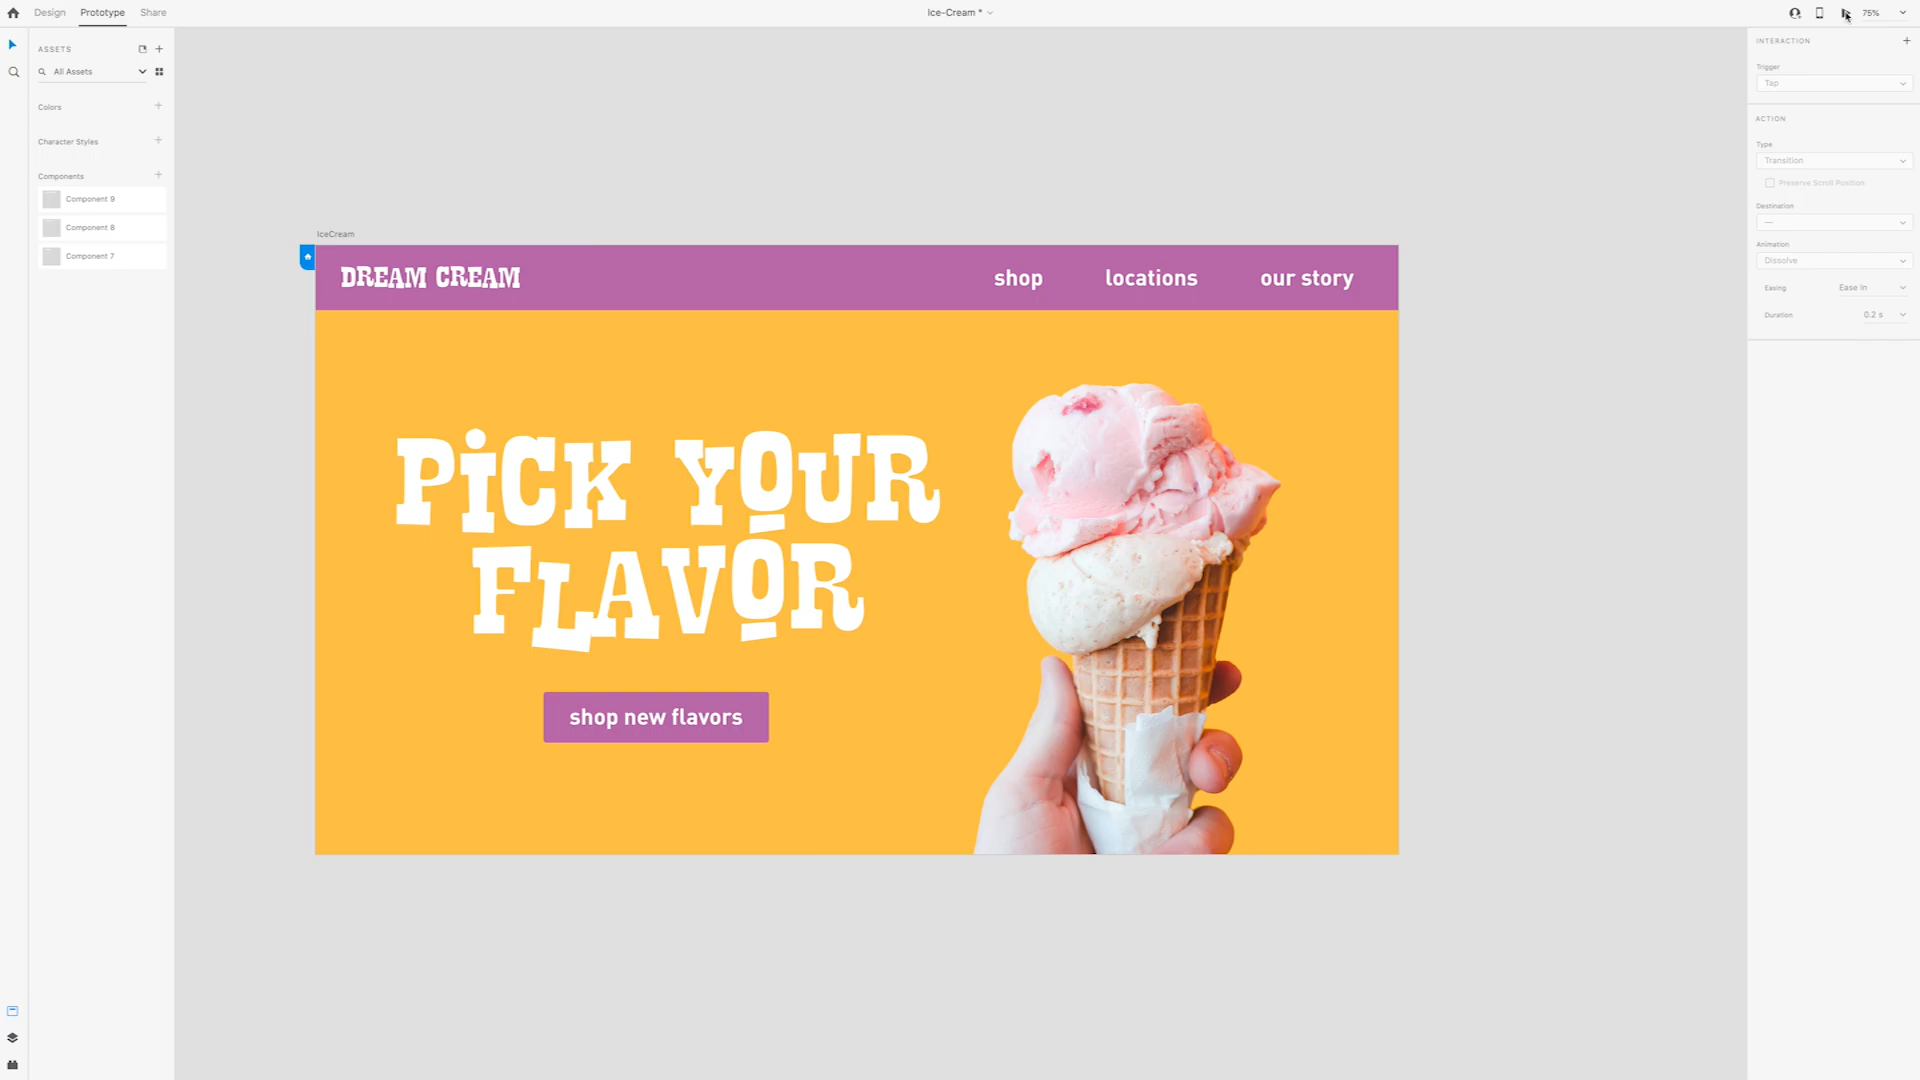 Design Prototype Share
Ice-Cream *
75%
ASSETS
All Assets
Colors
Character Styles
Components
Component 9
Component 8
Component 7
IceCream
DREAM CREAM
shop locations our story
PiCK YOUR
FLAVOR
shop new flavors
INTERACTION
Trigger
Tap
ACTION
Type
Transition
Preserve Scroll Position
Destination
—
Animation
Dissolve
Easing Ease In
Duration 0.2 s